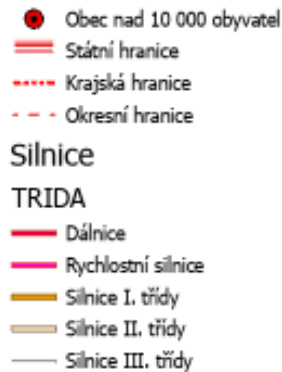 Obec nad 10 000 obyvatel
Státní hranice
Krajská hranice
Okresní hranice
Silnice
TRIDA
Dálnice
Rychlostní silnice
Silnice I. třídy
Silnice II. třídy
Silnice III. třídy